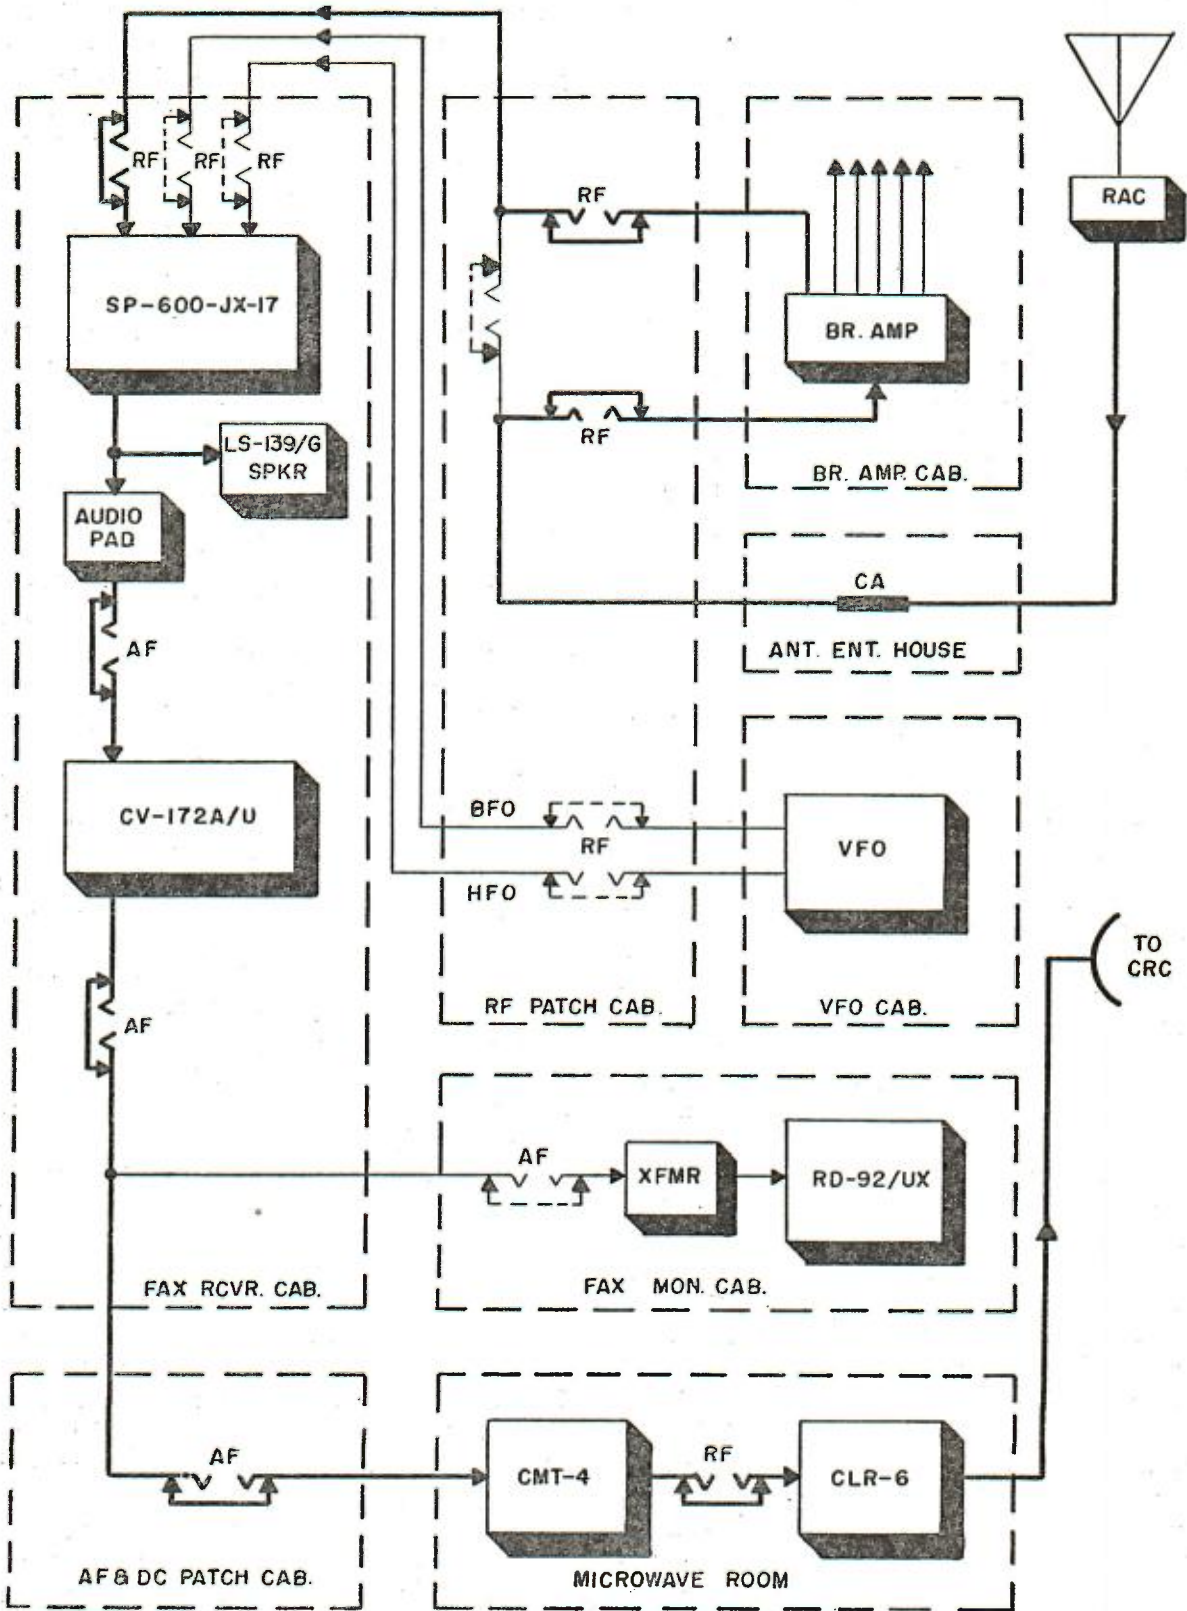 RF
RF
RF
RF
RAC
SP-600-JX-17
BR. AMP
RF
LS-139/G
SPKR
BR. AMP. CAB.
AUDIO
PAD
CA
AF
ANT. ENT. HOUSE
BFO
CV-172A/U
RF
VFO
HFO
TO
CRC
AF
RF PATCH CAB.
VFO CAB.
AF
XFMR
RD-92/UX
FAX RCVR. CAB.
FAX MON. CAB.
AF
RF
CMT-4
CLR-6
AF & DC PATCH CAB.
MICROWAVE ROOM